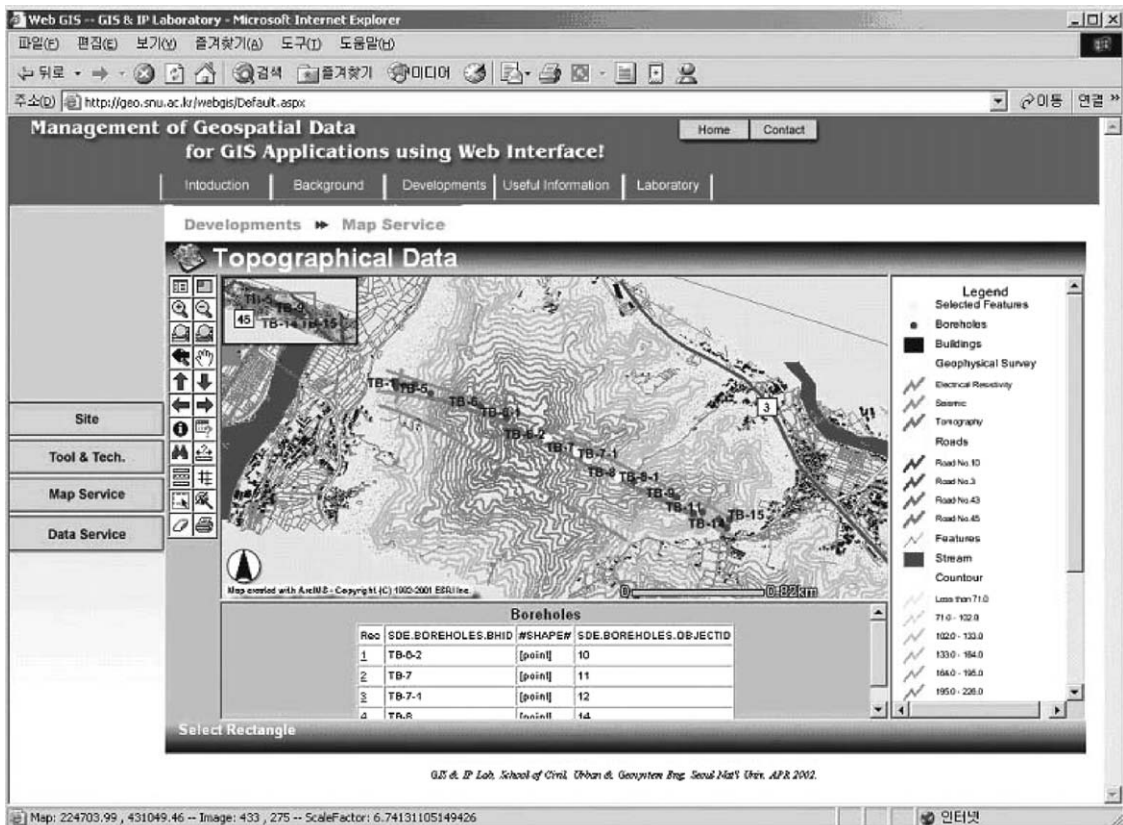 Web GIS -- GIS & IP Laboratory - Microsoft Internet Explorer
파일(F) 편집(E) 보기(V) 즐겨찾기(A) 도구(T) 도움말(H)
뒤로 검색 즐겨찾기 미디어
주소(D) http://geo.snu.ac.kr/webgis/Default.aspx 이동 연결 »
Management of Geospatial Data
for GIS Applications using Web Interface!
Home Contact
Intoduction Background Developments Useful Information Laboratory
Developments Map Service
Topographical Data
Site
Tool & Tech.
Map Service
Data Service
TB-5
TB-9
45 TB-14 TB-15
TB-1 TB-5
TB-6
TB-6-1
TB-6-2
TB-7
TB-7-1
TB-8
TB-8-1
TB-9
TB-11
TB-14
TB-15
3
Map created with ArcIMS - Copyright (C) 1992-2001 ESRI Inc.
0 0.82km
Legend
Selected Features
Boreholes
Buildings
Geophysical Survey
Electrical Resistivity
Seismic
Tomography
Roads
Road No.10
Road No.3
Road No.43
Road No.45
Features
Stream
Countour
Less than 71.0
71.0 - 102.0
102.0 - 133.0
133.0 - 164.0
164.0 - 195.0
195.0 - 226.0
Boreholes
Rec SDE.BOREHOLES.BHID #SHAPE# SDE.BOREHOLES.OBJECTID
1 TB-6-2 [point] 10
2 TB-7 [point] 11
3 TB-7-1 [point] 12
4 TB-8 [point] 14
Select Rectangle
GIS & IP Lab, School of Civil, Urban & Geosystem Eng. Seoul Nat'l Univ. APR 2002.
Map: 224703.99 , 431049.46 -- Image: 433 , 275 -- ScaleFactor: 6.74131105149426
인터넷